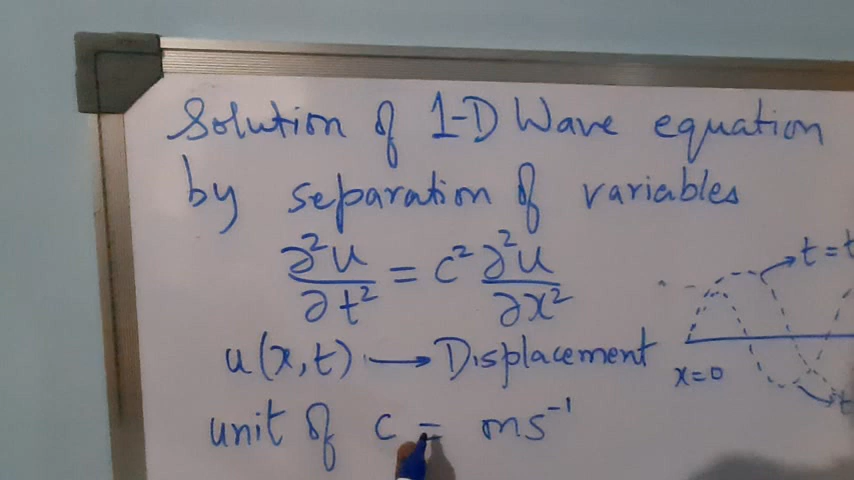 Solution of 1-D Wave equation
by separation of variables
∂²u/∂t² = c² ∂²u/∂x²
u(x,t) → Displacement
unit of c = ms⁻¹
t=t
x=0
t